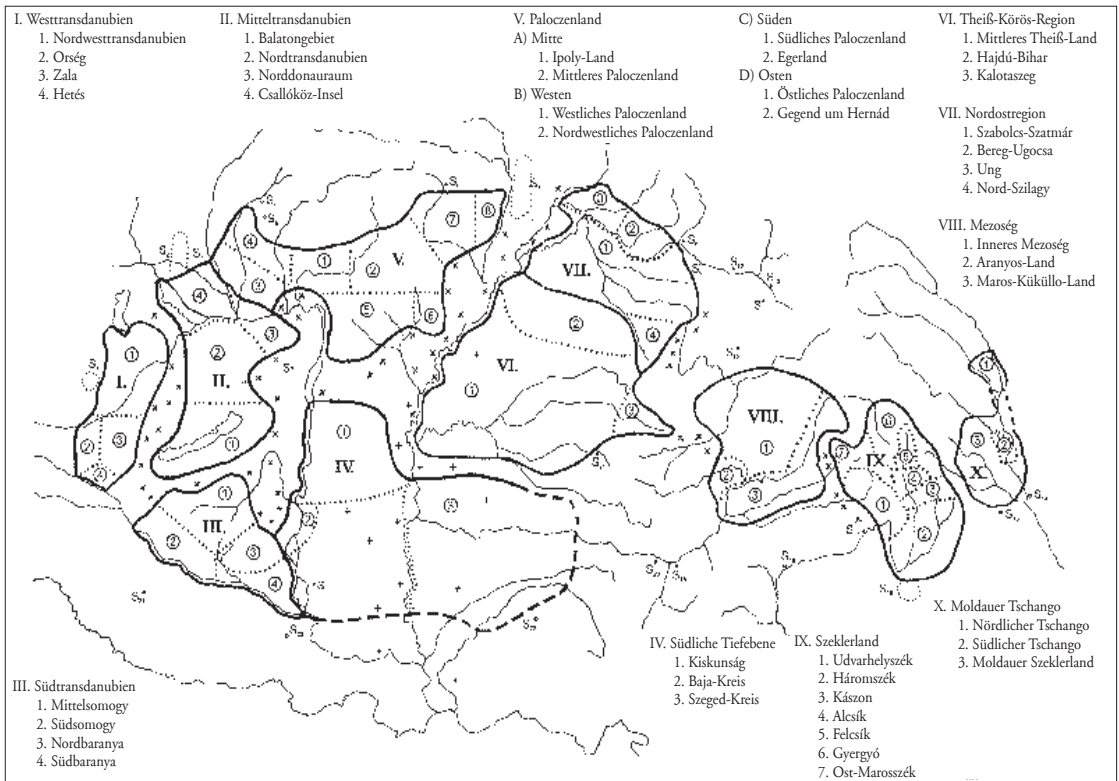 I. Westtransdanubien
1. Nordwesttransdanubien
2. Orség
3. Zala
4. Hetés
II. Mitteltransdanubien
1. Balatongebiet
2. Nordtransdanubien
3. Norddonauraum
4. Csallóköz-Insel
V. Paloczenland
A) Mitte
1. Ipoly-Land
2. Mittleres Paloczenland
B) Westen
1. Westliches Paloczenland
2. Nordwestliches Paloczenland
C) Süden
1. Südliches Paloczenland
2. Egerland
D) Osten
1. Östliches Paloczenland
2. Gegend um Hernád
VI. Theiß-Körös-Region
1. Mittleres Theiß-Land
2. Hajdú-Bihar
3. Kalotaszeg
VII. Nordostregion
1. Szabolcs-Szatmár
2. Bereg-Ugocsa
3. Ung
4. Nord-Szilagy
VIII. Mezoség
1. Inneres Mezoség
2. Aranyos-Land
3. Maros-Küküllo-Land
I.
II.
III.
IV.
V.
VI.
VII.
VIII.
IX.
X.
III. Südtransdanubien
1. Mittelsomogy
2. Südsomogy
3. Nordbaranya
4. Südbaranya
IV. Südliche Tiefebene
1. Kiskunság
2. Baja-Kreis
3. Szeged-Kreis
IX. Szeklerland
1. Udvarhelyszék
2. Háromszék
3. Kászon
4. Alcsík
5. Felcsík
6. Gyergyó
7. Ost-Marosszék
X. Moldauer Tschango
1. Nördlicher Tschango
2. Südlicher Tschango
3. Moldauer Szeklerland